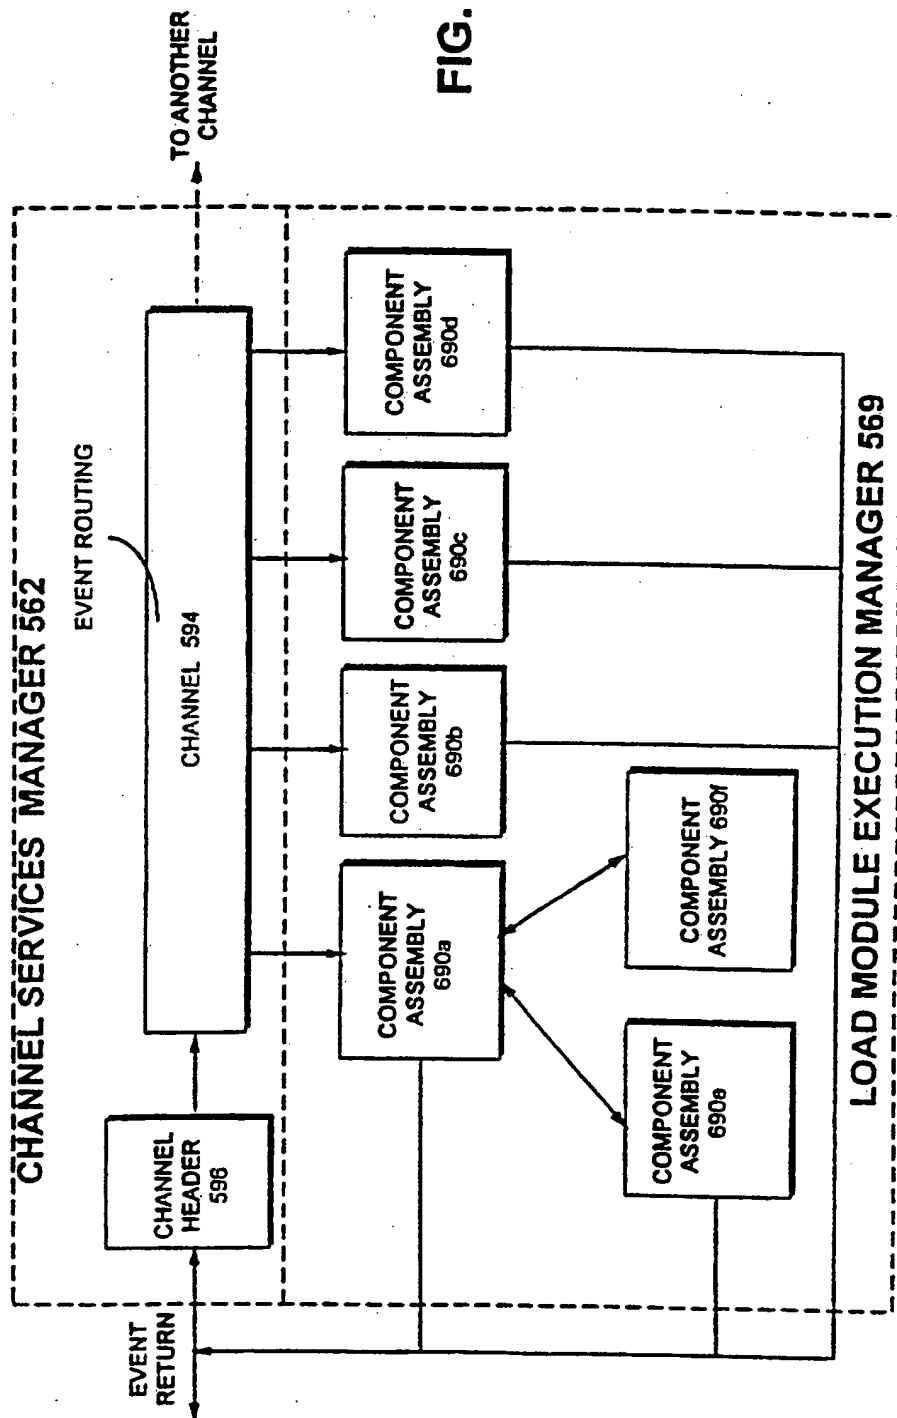 CHANNEL SERVICES MANAGER 562
EVENT ROUTING
TO ANOTHER
CHANNEL
EVENT
RETURN
CHANNEL
HEADER
596
CHANNEL 594
COMPONENT
ASSEMBLY
690a
COMPONENT
ASSEMBLY
690b
COMPONENT
ASSEMBLY
690c
COMPONENT
ASSEMBLY
690d
COMPONENT
ASSEMBLY
690e
COMPONENT
ASSEMBLY 690f
LOAD MODULE EXECUTION MANAGER 569
FIG.